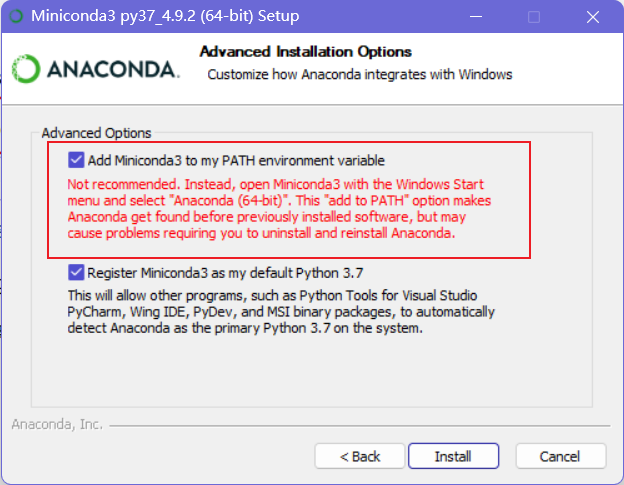 Miniconda3 py37_4.9.2 (64-bit) Setup
Advanced Installation Options
Customize how Anaconda integrates with Windows
ANACONDA.
Advanced Options
Add Miniconda3 to my PATH environment variable
Not recommended. Instead, open Miniconda3 with the Windows Start
menu and select "Anaconda (64-bit)". This "add to PATH" option makes
Anaconda get found before previously installed software, but may
cause problems requiring you to uninstall and reinstall Anaconda.
Register Miniconda3 as my default Python 3.7
This will allow other programs, such as Python Tools for Visual Studio
PyCharm, Wing IDE, PyDev, and MSI binary packages, to automatically
detect Anaconda as the primary Python 3.7 on the system.
Anaconda, Inc.
< Back
Install
Cancel